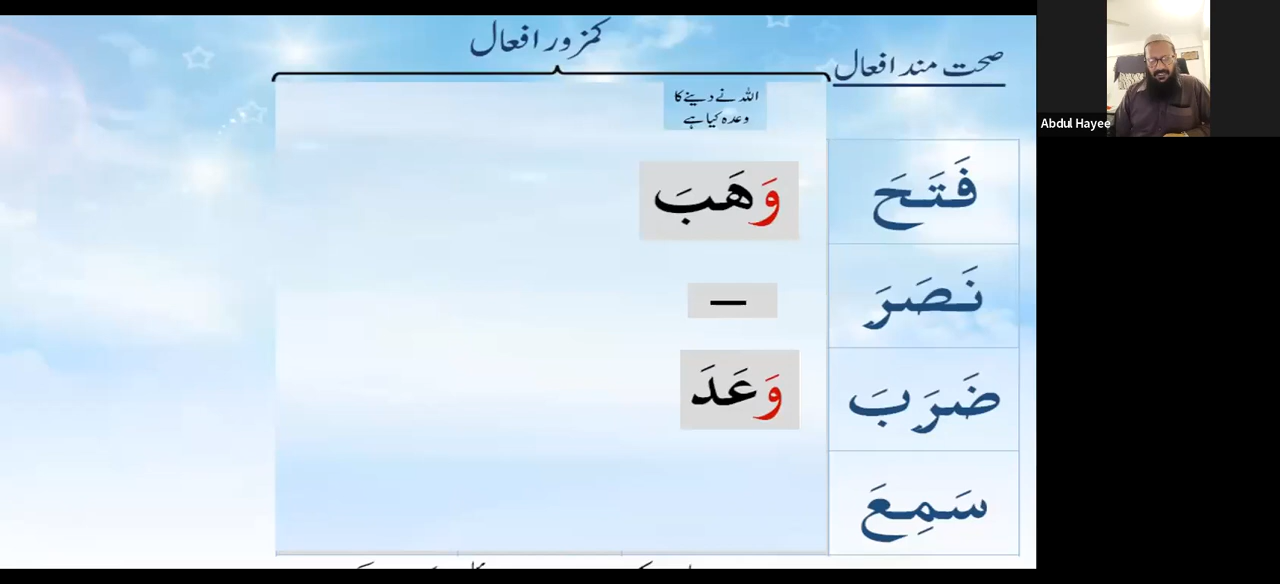 کمزور افعال
صحت مند افعال
اللہ نے دینے کا
وعدہ کیا ہے
فَتَحَ
وَهَبَ
نَصَرَ
—
ضَرَبَ
وَعَدَ
سَمِعَ
Abdul Hayee